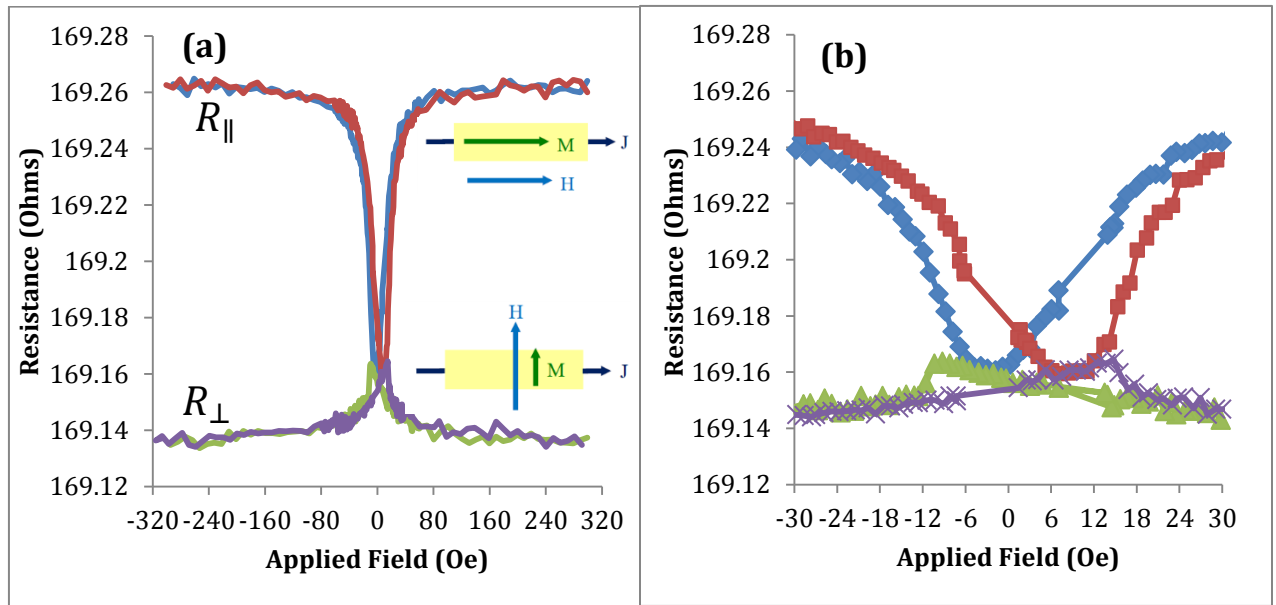 (a)
169.28
169.26
169.24
169.22
169.2
169.18
169.16
169.14
169.12
Resistance (Ohms)
R∥
M
J
H
H
M
J
R⊥
-320 -240 -160 -80 0 80 160 240 320
Applied Field (Oe)
(b)
169.28
169.26
169.24
169.22
169.2
169.18
169.16
169.14
169.12
Resistance (Ohms)
-30 -24 -18 -12 -6 0 6 12 18 24 30
Applied Field (Oe)